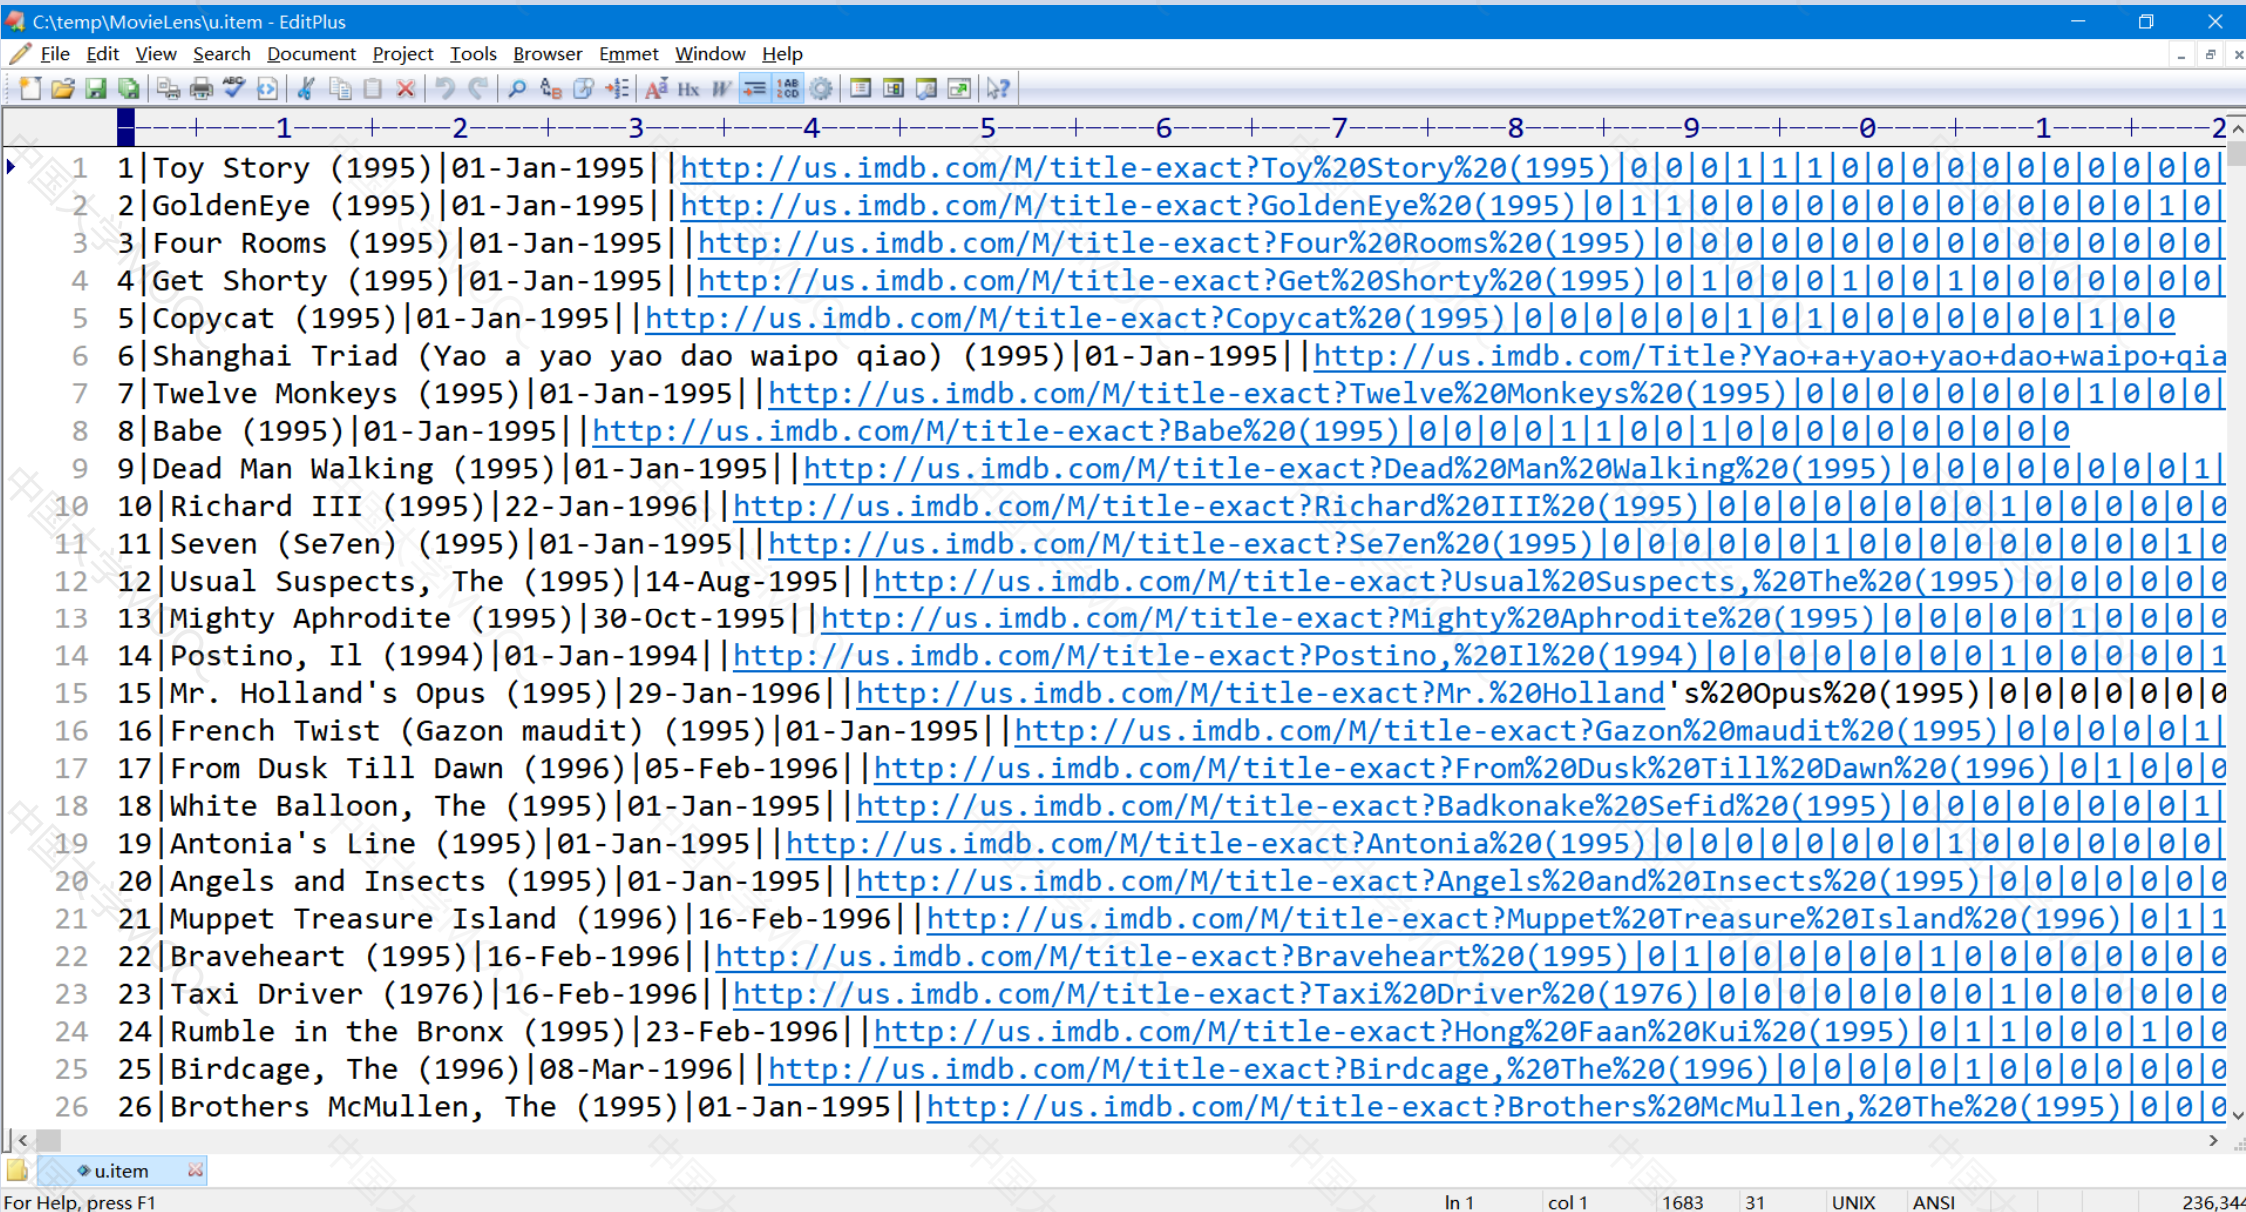 C:\temp\MovieLens\u.item - EditPlus
File Edit View Search Document Project Tools Browser Emmet Window Help
----+----1----+----2----+----3----+----4----+----5----+----6----+----7----+----8----+----9----+----0----+----1----+----2
1 1|Toy Story (1995)|01-Jan-1995||http://us.imdb.com/M/title-exact?Toy%20Story%20(1995)|0|0|0|1|1|1|0|0|0|0|0|0|0|0|0|0|0|
2 2|GoldenEye (1995)|01-Jan-1995||http://us.imdb.com/M/title-exact?GoldenEye%20(1995)|0|1|1|0|0|0|0|0|0|0|0|0|0|0|0|0|1|0|
3 3|Four Rooms (1995)|01-Jan-1995||http://us.imdb.com/M/title-exact?Four%20Rooms%20(1995)|0|0|0|0|0|0|0|0|0|0|0|0|0|0|0|0|
4 4|Get Shorty (1995)|01-Jan-1995||http://us.imdb.com/M/title-exact?Get%20Shorty%20(1995)|0|1|0|0|0|1|0|0|1|0|0|0|0|0|0|0|
5 5|Copycat (1995)|01-Jan-1995||http://us.imdb.com/M/title-exact?Copycat%20(1995)|0|0|0|0|0|0|1|0|1|0|0|0|0|0|0|0|1|0|0
6 6|Shanghai Triad (Yao a yao yao dao waipo qiao) (1995)|01-Jan-1995||http://us.imdb.com/Title?Yao+a+yao+yao+dao+waipo+qia
7 7|Twelve Monkeys (1995)|01-Jan-1995||http://us.imdb.com/M/title-exact?Twelve%20Monkeys%20(1995)|0|0|0|0|0|0|0|0|1|0|0|0|
8 8|Babe (1995)|01-Jan-1995||http://us.imdb.com/M/title-exact?Babe%20(1995)|0|0|0|0|1|1|0|0|1|0|0|0|0|0|0|0|0|0|0
9 9|Dead Man Walking (1995)|01-Jan-1995||http://us.imdb.com/M/title-exact?Dead%20Man%20Walking%20(1995)|0|0|0|0|0|0|0|0|1|
10 10|Richard III (1995)|22-Jan-1996||http://us.imdb.com/M/title-exact?Richard%20III%20(1995)|0|0|0|0|0|0|0|0|1|0|0|0|0|0|0
11 11|Seven (Se7en) (1995)|01-Jan-1995||http://us.imdb.com/M/title-exact?Se7en%20(1995)|0|0|0|0|0|0|1|0|0|0|0|0|0|0|0|0|1|0
12 12|Usual Suspects, The (1995)|14-Aug-1995||http://us.imdb.com/M/title-exact?Usual%20Suspects,%20The%20(1995)|0|0|0|0|0|0
13 13|Mighty Aphrodite (1995)|30-Oct-1995||http://us.imdb.com/M/title-exact?Mighty%20Aphrodite%20(1995)|0|0|0|0|0|1|0|0|0|0
14 14|Postino, Il (1994)|01-Jan-1994||http://us.imdb.com/M/title-exact?Postino,%20Il%20(1994)|0|0|0|0|0|0|0|0|1|0|0|0|0|0|1
15 15|Mr. Holland's Opus (1995)|29-Jan-1996||http://us.imdb.com/M/title-exact?Mr.%20Holland's%20Opus%20(1995)|0|0|0|0|0|0|0
16 16|French Twist (Gazon maudit) (1995)|01-Jan-1995||http://us.imdb.com/M/title-exact?Gazon%20maudit%20(1995)|0|0|0|0|0|1|
17 17|From Dusk Till Dawn (1996)|05-Feb-1996||http://us.imdb.com/M/title-exact?From%20Dusk%20Till%20Dawn%20(1996)|0|1|0|0|0
18 18|White Balloon, The (1995)|01-Jan-1995||http://us.imdb.com/M/title-exact?Badkonake%20Sefid%20(1995)|0|0|0|0|0|0|0|0|1|
19 19|Antonia's Line (1995)|01-Jan-1995||http://us.imdb.com/M/title-exact?Antonia%20(1995)|0|0|0|0|0|0|0|0|1|0|0|0|0|0|0|0|
20 20|Angels and Insects (1995)|01-Jan-1995||http://us.imdb.com/M/title-exact?Angels%20and%20Insects%20(1995)|0|0|0|0|0|0|0
21 21|Muppet Treasure Island (1996)|16-Feb-1996||http://us.imdb.com/M/title-exact?Muppet%20Treasure%20Island%20(1996)|0|1|1
22 22|Braveheart (1995)|16-Feb-1996||http://us.imdb.com/M/title-exact?Braveheart%20(1995)|0|1|0|0|0|0|0|0|1|0|0|0|0|0|0|0|0
23 23|Taxi Driver (1976)|16-Feb-1996||http://us.imdb.com/M/title-exact?Taxi%20Driver%20(1976)|0|0|0|0|0|0|0|0|1|0|0|0|0|0|0
24 24|Rumble in the Bronx (1995)|23-Feb-1996||http://us.imdb.com/M/title-exact?Hong%20Faan%20Kui%20(1995)|0|1|1|0|0|0|1|0|0
25 25|Birdcage, The (1996)|08-Mar-1996||http://us.imdb.com/M/title-exact?Birdcage,%20The%20(1996)|0|0|0|0|0|1|0|0|0|0|0|0|0
26 26|Brothers McMullen, The (1995)|01-Jan-1995||http://us.imdb.com/M/title-exact?Brothers%20McMullen,%20The%20(1995)|0|0|0
u.item
For Help, press F1 ln 1 col 1 1683 31 UNIX ANSI 236,344
中国大学MOOC